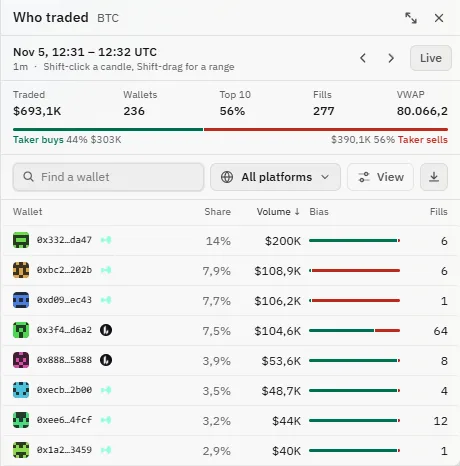 Who traded BTC
Nov 5, 12:31 – 12:32 UTC
1m · Shift-click a candle, Shift-drag for a range
Live
Traded Wallets Top 10 Fills VWAP
$693,1K 236 56% 277 80.066,2
Taker buys 44% $303K $390,1K 56% Taker sells
Find a wallet All platforms View
Wallet Share Volume ↓ Bias Fills
0x332…da47 14% $200K 6
0xbc2…202b 7,9% $108,9K 6
0xd09…ec43 7,7% $106,2K 1
0x3f4…d6a2 7,5% $104,6K 64
0x888…5888 3,9% $53,6K 8
0xecb…2b00 3,5% $48,7K 4
0xee6…4fcf 3,2% $44K 12
0x1a2…3459 2,9% $40K 1